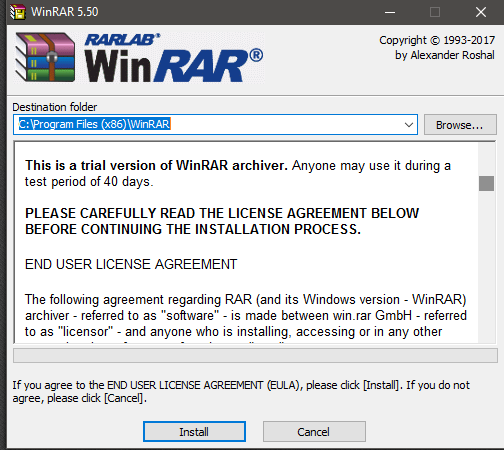 WinRAR 5.50
RARLAB®
WinRAR®
Copyright © 1993-2017
by Alexander Roshal
Destination folder
C:\Program Files (x86)\WinRAR
Browse...
This is a trial version of WinRAR archiver. Anyone may use it during a
test period of 40 days.
PLEASE CAREFULLY READ THE LICENSE AGREEMENT BELOW
BEFORE CONTINUING THE INSTALLATION PROCESS.
END USER LICENSE AGREEMENT
The following agreement regarding RAR (and its Windows version - WinRAR)
archiver - referred to as "software" - is made between win.rar GmbH - referred
to as "licensor" - and anyone who is installing, accessing or in any other
If you agree to the END USER LICENSE AGREEMENT (EULA), please click [Install]. If you do not
agree, please click [Cancel].
Install
Cancel